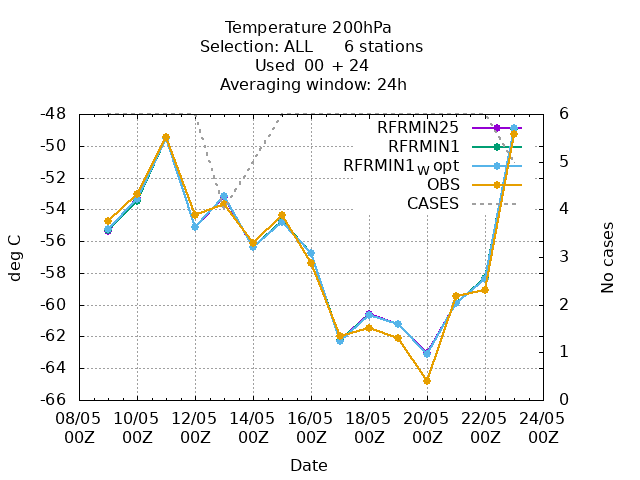 Temperature 200hPa
Selection: ALL      6 stations
Used  00 + 24
Averaging window: 24h
-48
-50
-52
-54
-56
-58
-60
-62
-64
-66
deg C
6
5
4
3
2
1
0
No cases
RFRMIN25
RFRMIN1
RFRMIN1_W opt
OBS
CASES
08/05 10/05 12/05 14/05 16/05 18/05 20/05 22/05 24/05
00Z 00Z 00Z 00Z 00Z 00Z 00Z 00Z 00Z
Date